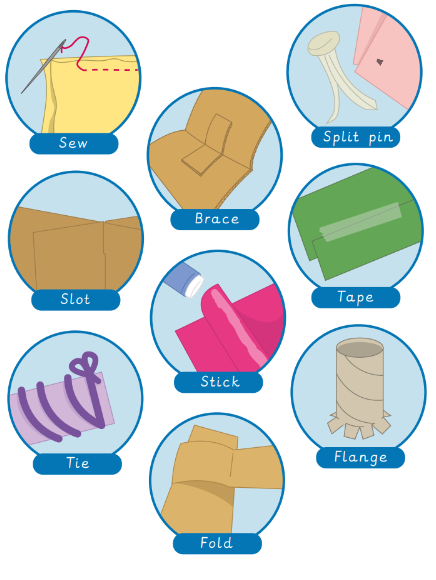 Sew
Split pin
Brace
Slot
Tape
Stick
Tie
Flange
Fold